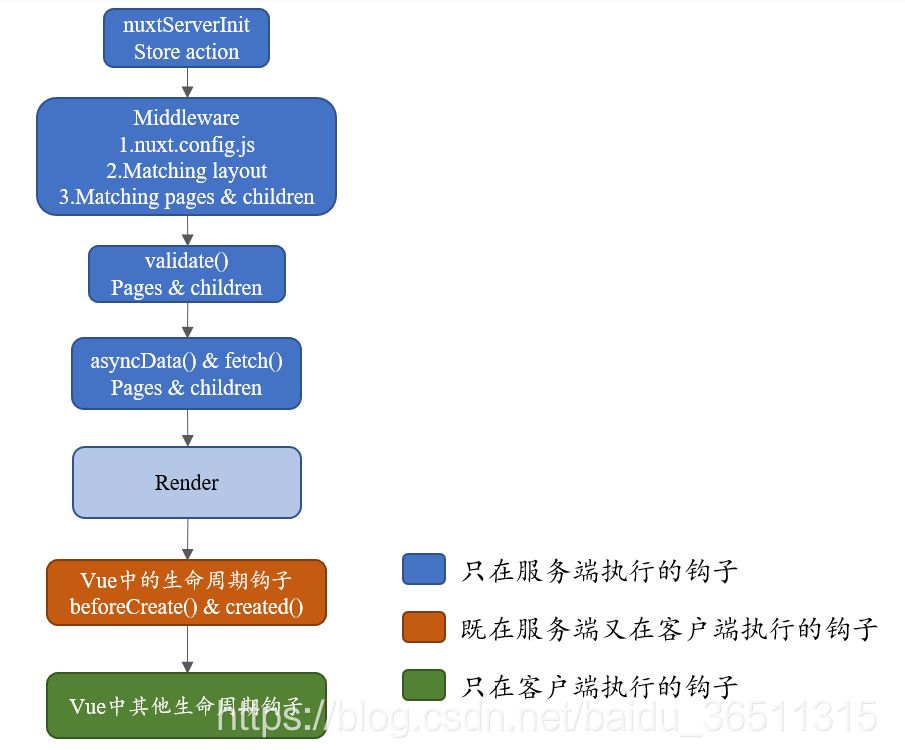 nuxtServerInit
Store action
Middleware
1.nuxt.config.js
2.Matching layout
3.Matching pages & children
validate()
Pages & children
asyncData() & fetch()
Pages & children
Render
Vue中的生命周期钩子
beforeCreate() & created()
Vue中其他生命周期钩子
只在服务端执行的钩子
既在服务端又在客户端执行的钩子
只在客户端执行的钩子
https://blog.csdn.net/baidu_36511315